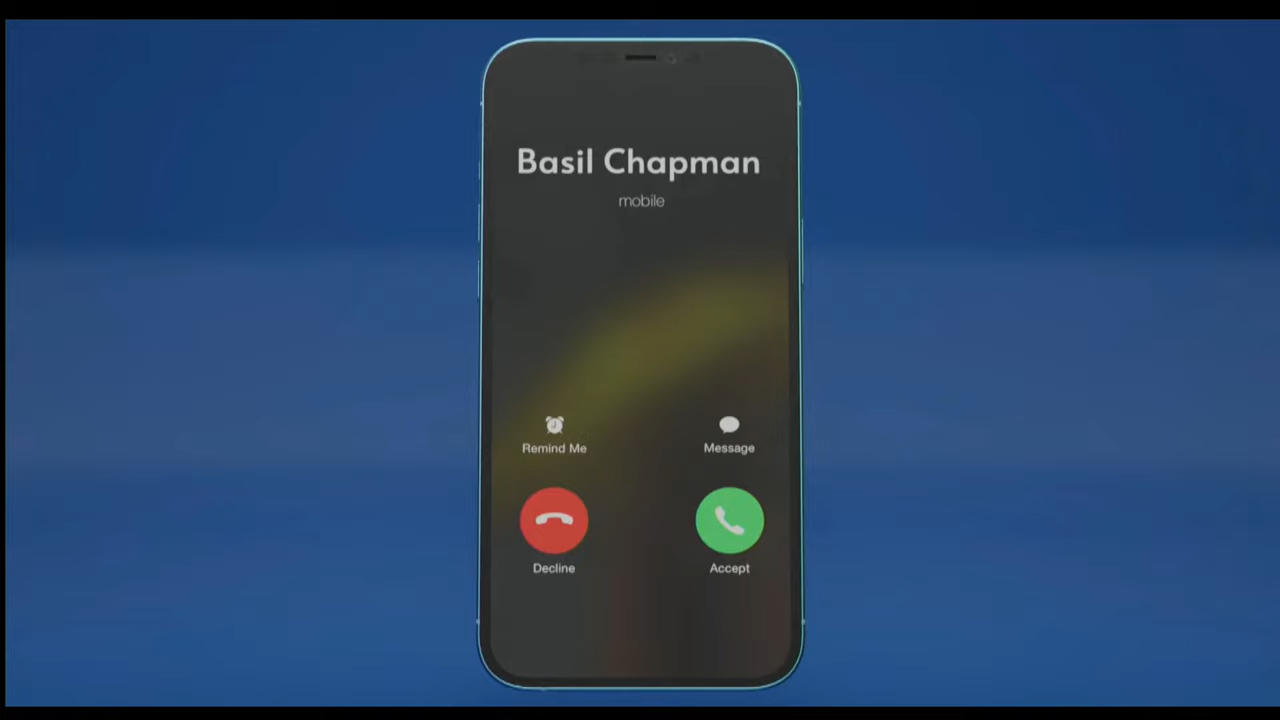 Basil Chapman
mobile
Remind Me
Message
Decline
Accept